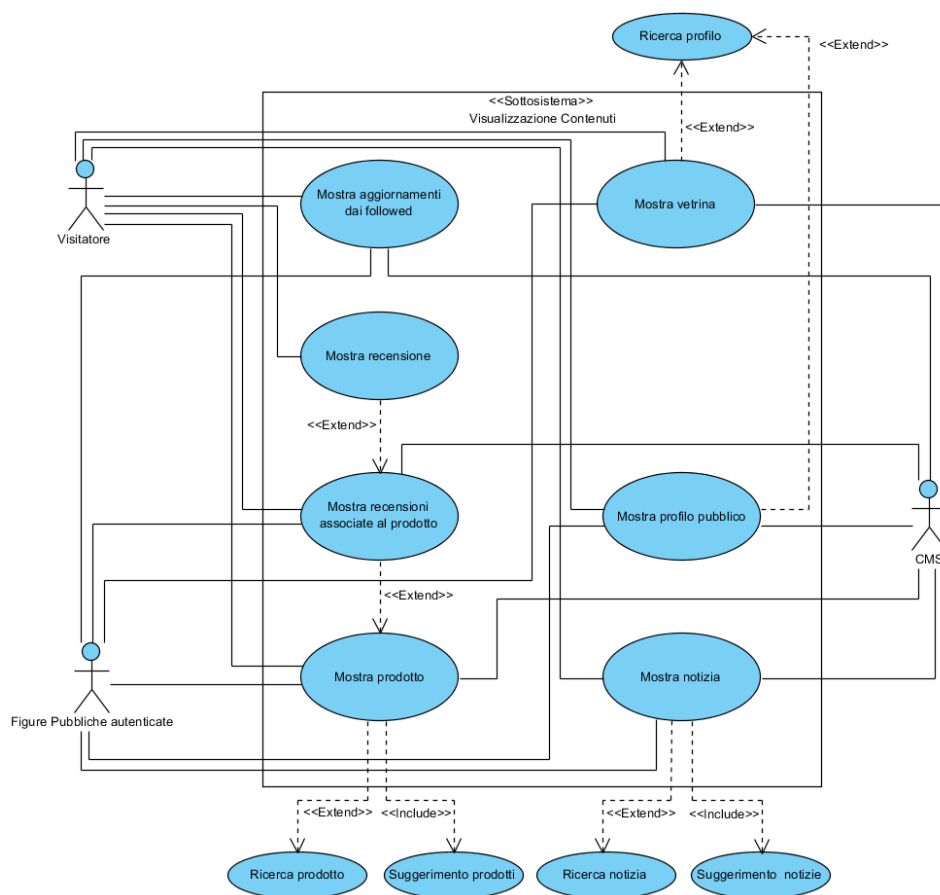 Ricerca profilo
<<Extend>>
<<Sottosistema>>
Visualizzazione Contenuti
<<Extend>>
Mostra aggiornamenti
dai followed
Mostra vetrina
Visitatore
Mostra recensione
<<Extend>>
Mostra recensioni
associate al prodotto
Mostra profilo pubblico
CMS
<<Extend>>
Mostra prodotto
Mostra notizia
Figure Pubbliche autenticate
<<Extend>>
<<Include>>
<<Extend>>
<<Include>>
Ricerca prodotto
Suggerimento prodotti
Ricerca notizia
Suggerimento notizie